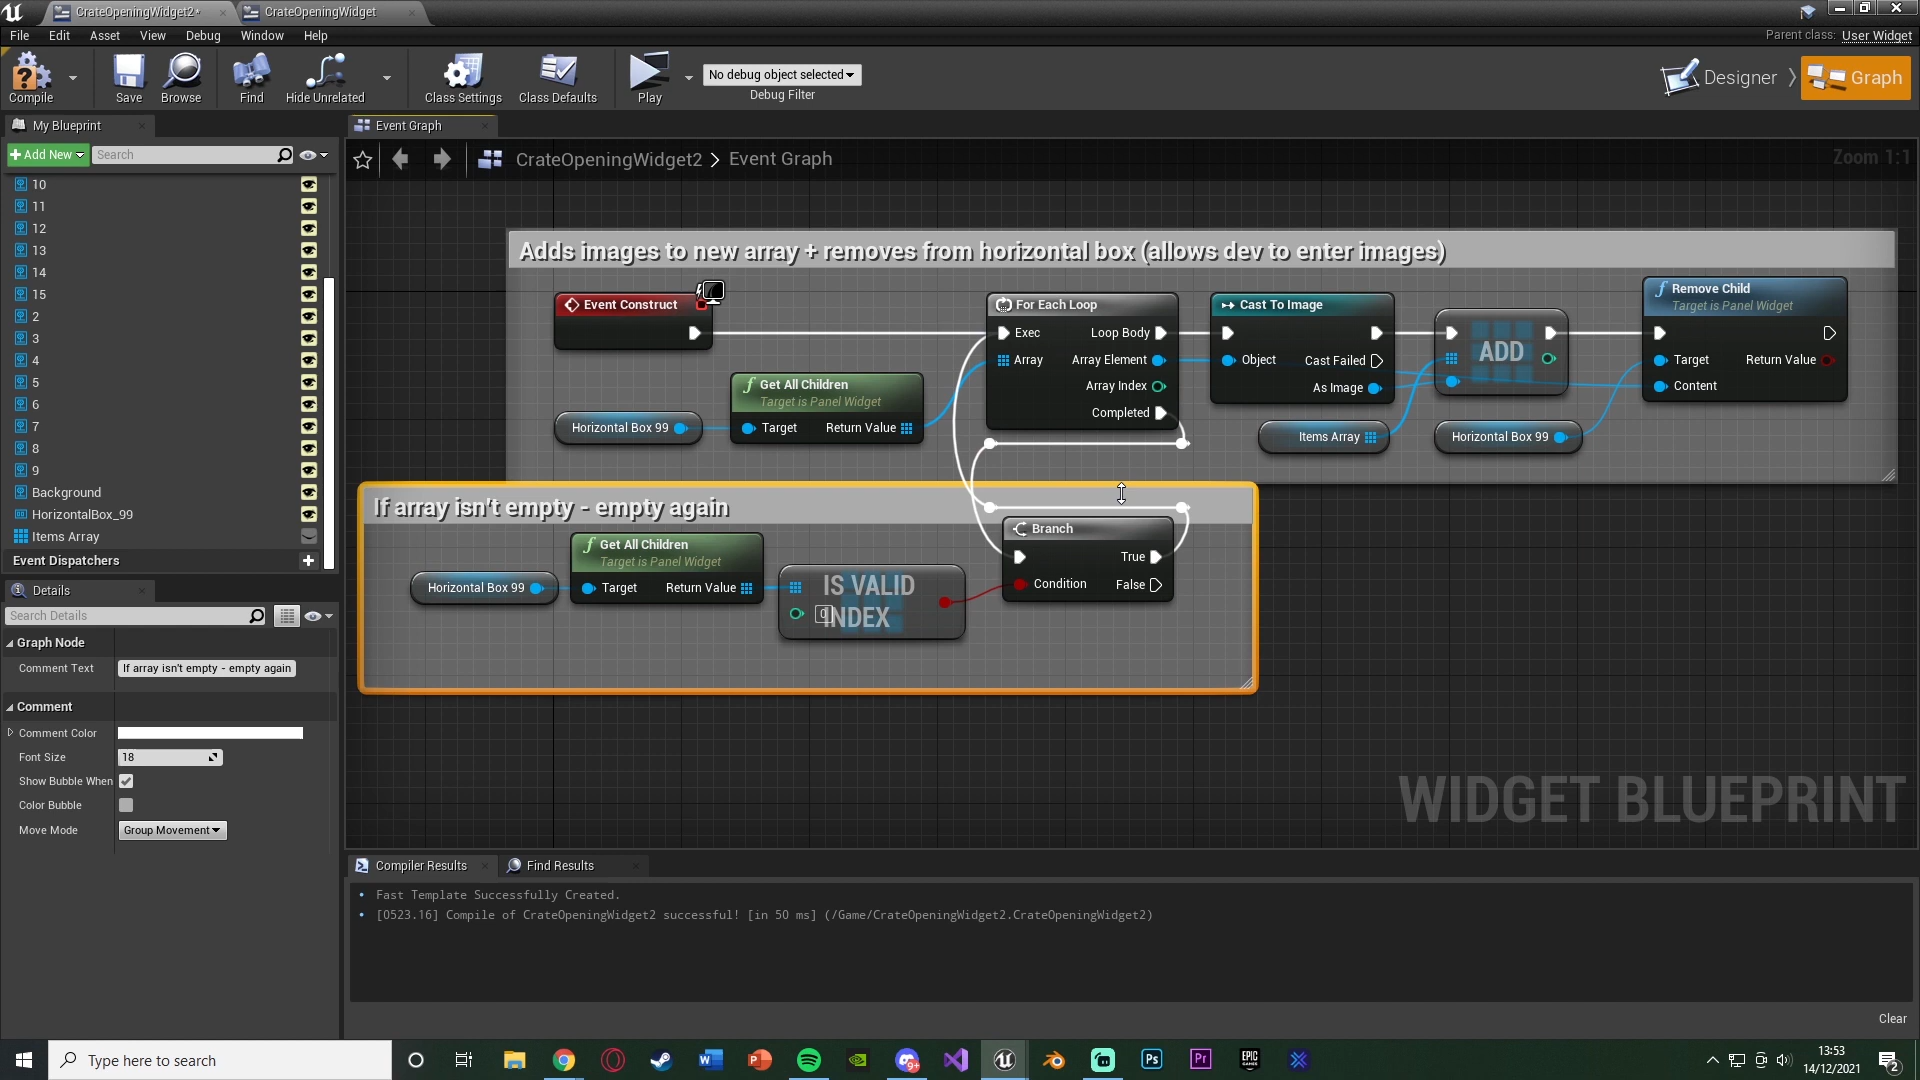 CrateOpeningWidget2*
CrateOpeningWidget
File Edit Asset View Debug Window Help
Parent class: User Widget
Compile
Save
Browse
Find
Hide Unrelated
Class Settings
Class Defaults
Play
No debug object selected
Debug Filter
Designer
Graph
My Blueprint
Add New
Search
10
11
12
13
14
15
2
3
4
5
6
7
8
9
Background
HorizontalBox_99
Items Array
Event Dispatchers
Details
Search Details
Graph Node
Comment Text If array isn't empty - empty again
Comment
Comment Color
Font Size 18
Show Bubble When
Color Bubble
Move Mode Group Movement
Event Graph
CrateOpeningWidget2 > Event Graph
Zoom 1:1
Adds images to new array + removes from horizontal box (allows dev to enter images)
Event Construct
Get All Children
Target is Panel Widget
Target Return Value
Horizontal Box 99
For Each Loop
Exec Loop Body
Array Array Element
Array Index
Completed
Cast To Image
Object Cast Failed
As Image
Items Array
ADD
Horizontal Box 99
Remove Child
Target is Panel Widget
Target Return Value
Content
If array isn't empty - empty again
Horizontal Box 99
Get All Children
Target is Panel Widget
Target Return Value
IS VALID
INDEX
0
Branch
True
Condition False
WIDGET BLUEPRINT
Compiler Results
Find Results
Fast Template Successfully Created.
[0523.16] Compile of CrateOpeningWidget2 successful! [in 50 ms] (/Game/CrateOpeningWidget2.CrateOpeningWidget2)
Clear
Type here to search
9+
Ps
Pr
EPIC
GAMES
13:53
14/12/2021
2